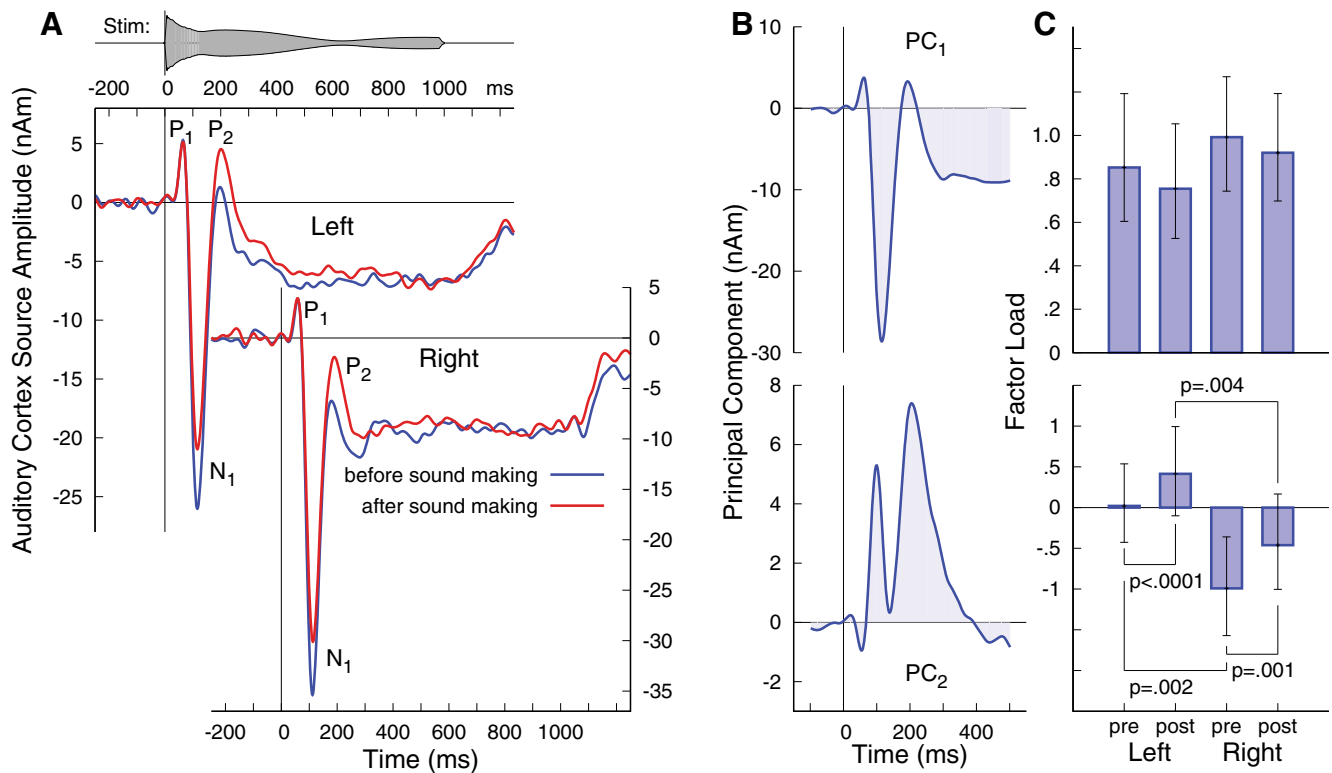 A
Stim:
-200 0 200 400 600 800 1000 ms
Auditory Cortex Source Amplitude (nAm)
5
0
-5
-10
-15
-20
-25
P1
P2
N1
Left
5
0
-5
-10
-15
-20
-25
-30
-35
P1
P2
N1
Right
before sound making
after sound making
-200 0 200 400 600 800 1000
Time (ms)
B
Principal Component (nAm)
10
0
-10
-20
-30
PC1
8
6
4
2
0
-2
PC2
0 200 400
Time (ms)
C
Factor Load
1.0
.8
.6
.4
.2
0
1
.5
0
-.5
-1
p=.004
p<.0001
p=.001
p=.002
pre post pre post
Left Right